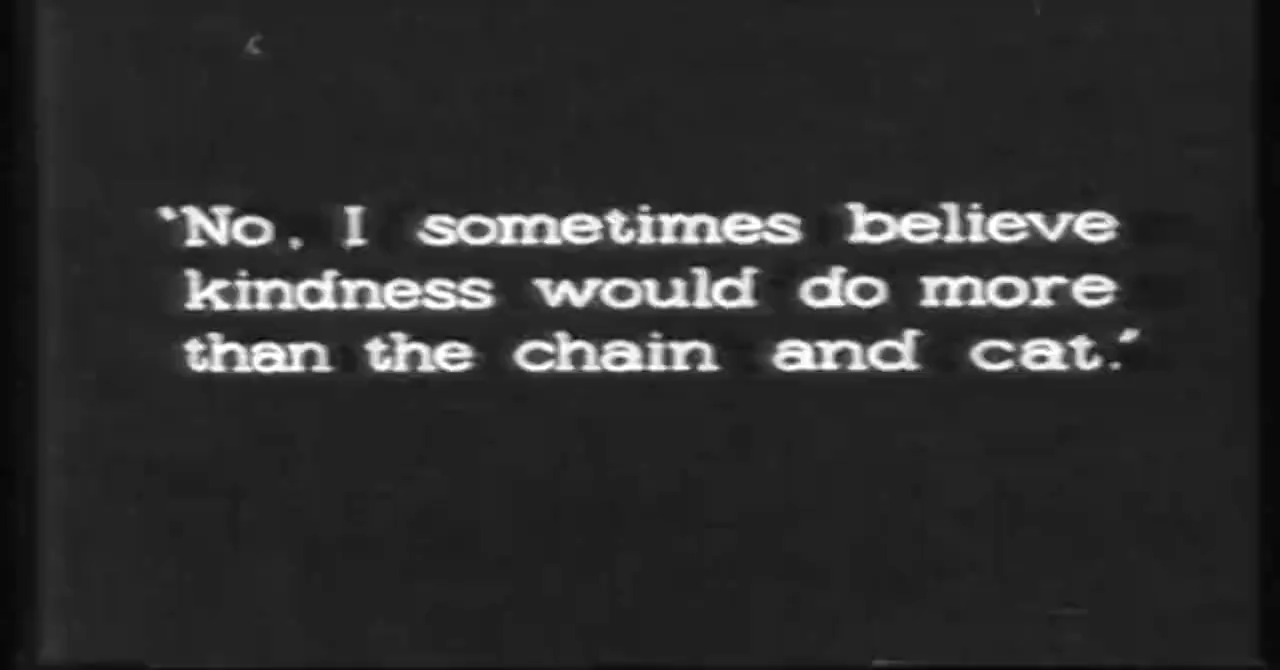 "No, I sometimes believe
kindness would do more
than the chain and cat."